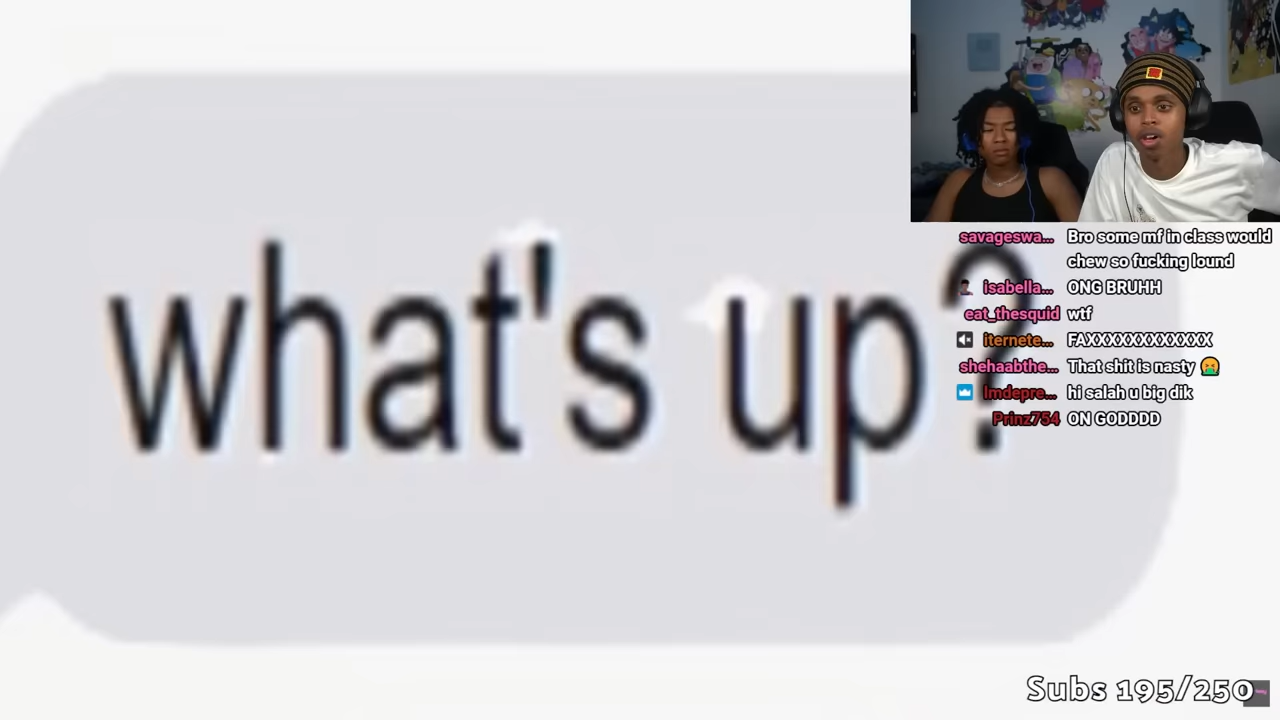 what's up?
savageswa... Bro some mf in class would
chew so fucking lound
isabella... ONG BRUHH
eat_thesquid wtf
iternete... FAXXXXXXXXXXXXX
shehaabthe... That shit is nasty 🤮
lmdepre... hi salah u big dik
Prinz754 ON GODDDD
Subs 195/250